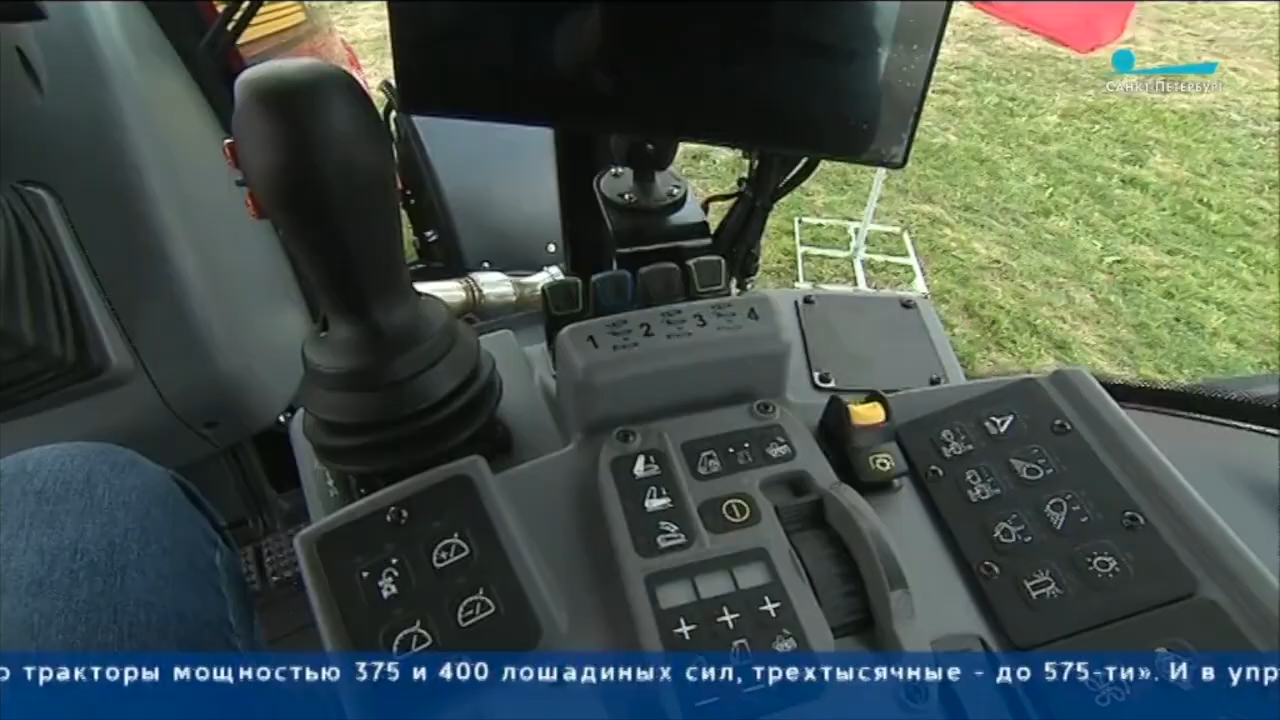 САНКТ-ПЕТЕРБУРГ
1 2 3 4
о тракторы мощностью 375 и 400 лошадиных сил, трехтысячные - до 575-ти». И в упр